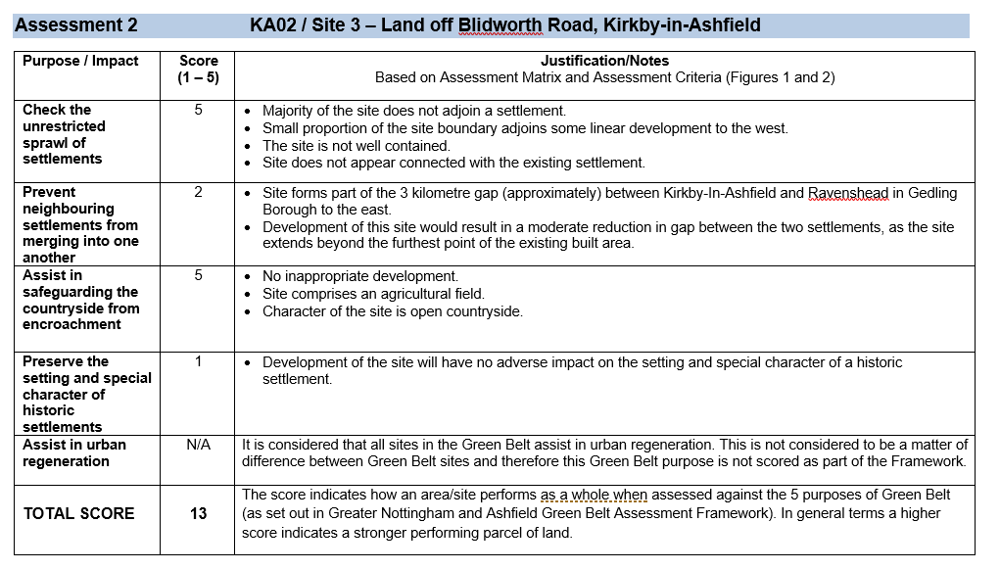 Assessment 2 KA02 / Site 3 – Land off Blidworth Road, Kirkby-in-Ashfield
Purpose / Impact
Score
(1 – 5)
Justification/Notes
Based on Assessment Matrix and Assessment Criteria (Figures 1 and 2)
Check the
unrestricted
sprawl of
settlements
5
• Majority of the site does not adjoin a settlement.
• Small proportion of the site boundary adjoins some linear development to the west.
• The site is not well contained.
• Site does not appear connected with the existing settlement.
Prevent
neighbouring
settlements from
merging into one
another
2
• Site forms part of the 3 kilometre gap (approximately) between Kirkby-In-Ashfield and Ravenshead in Gedling
Borough to the east.
• Development of this site would result in a moderate reduction in gap between the two settlements, as the site
extends beyond the furthest point of the existing built area.
Assist in
safeguarding the
countryside from
encroachment
5
• No inappropriate development.
• Site comprises an agricultural field.
• Character of the site is open countryside.
Preserve the
setting and special
character of
historic
settlements
1
• Development of the site will have no adverse impact on the setting and special character of a historic
settlement.
Assist in urban
regeneration
N/A
It is considered that all sites in the Green Belt assist in urban regeneration. This is not considered to be a matter of
difference between Green Belt sites and therefore this Green Belt purpose is not scored as part of the Framework.
TOTAL SCORE
13
The score indicates how an area/site performs as a whole when assessed against the 5 purposes of Green Belt
(as set out in Greater Nottingham and Ashfield Green Belt Assessment Framework). In general terms a higher
score indicates a stronger performing parcel of land.